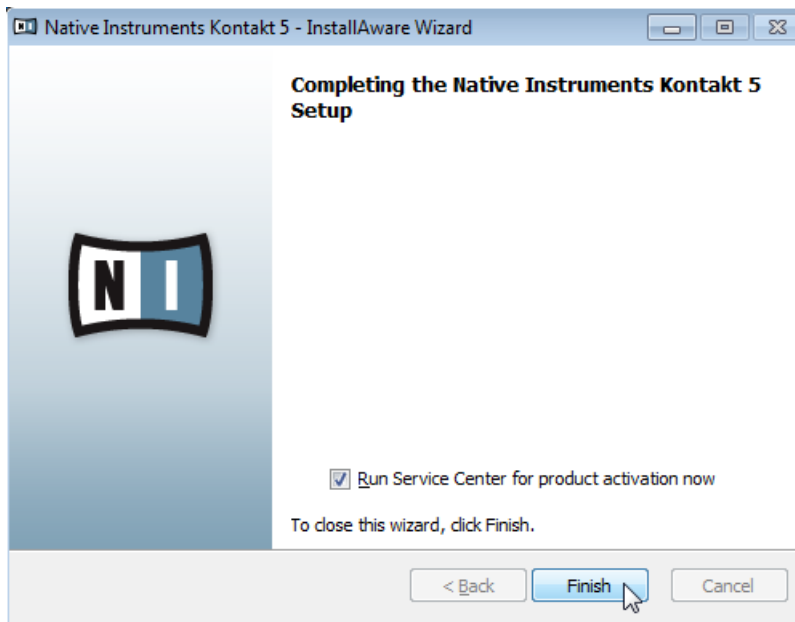 Native Instruments Kontakt 5 - InstallAware Wizard
Completing the Native Instruments Kontakt 5
Setup
N I
Run Service Center for product activation now
To close this wizard, click Finish.
< Back Finish Cancel